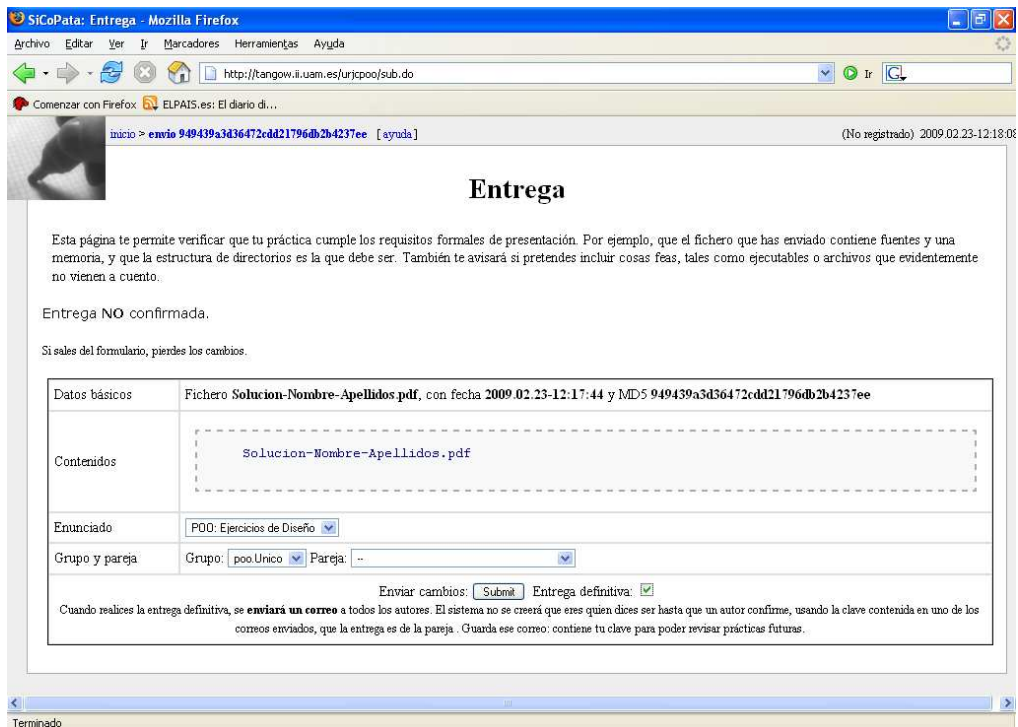 SiCoPata: Entrega - Mozilla Firefox
Archivo Editar Ver Ir Marcadores Herramientas Ayuda
http://tangow.ii.uam.es/urjcpoo/sub.do
Ir
Comenzar con Firefox ELPAIS.es: El diario di...
inicio > envio 949439a3d36472cdd21796db2b4237ee [ayuda] (No registrado) 2009.02.23-12:18:08
Entrega
Esta página te permite verificar que tu práctica cumple los requisitos formales de presentación. Por ejemplo, que el fichero que has enviado contiene fuentes y una
memoria, y que la estructura de directorios es la que debe ser. También te avisará si pretendes incluir cosas feas, tales como ejecutables o archivos que evidentemente
no vienen a cuento.
Entrega NO confirmada.
Si sales del formulario, pierdes los cambios.
Datos básicos Fichero Solucion-Nombre-Apellidos.pdf, con fecha 2009.02.23-12:17:44 y MD5 949439a3d36472cdd21796db2b4237ee
Contenidos Solucion-Nombre-Apellidos.pdf
Enunciado POO: Ejercicios de Diseño
Grupo y pareja Grupo: poo.Unico Pareja: --
Enviar cambios: Submit Entrega definitiva:
Cuando realices la entrega definitiva, se enviará un correo a todos los autores. El sistema no se creerá que eres quien dices ser hasta que un autor confirme, usando la clave contenida en uno de los
correos enviados, que la entrega es de la pareja . Guarda ese correo: contiene tu clave para poder revisar prácticas futuras.
Terminado